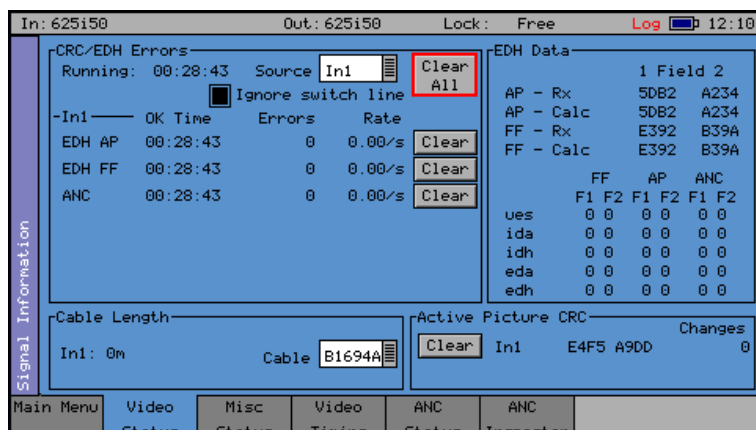 In: 625i50 Out: 625i50 Lock: Free Log 12:10
CRC/EDH Errors
Running: 00:28:43 Source In1 Clear All
Ignore switch line
In1 OK Time Errors Rate
EDH AP 00:28:43 0 0.00/s Clear
EDH FF 00:28:43 0 0.00/s Clear
ANC 00:28:43 0 0.00/s Clear
EDH Data
1 Field 2
AP - Rx 5DB2 A234
AP - Calc 5DB2 A234
FF - Rx E392 B39A
FF - Calc E392 B39A
FF AP ANC
F1 F2 F1 F2 F1 F2
ues 0 0 0 0 0 0
ida 0 0 0 0 0 0
idh 0 0 0 0 0 0
eda 0 0 0 0 0 0
edh 0 0 0 0 0 0
Signal Information
Cable Length
In1: 0m Cable B1694A
Active Picture CRC
Changes
Clear In1 E4F5 A9DD 0
Main Menu Video Status Misc Status Video Timing ANC Status ANC Inspector